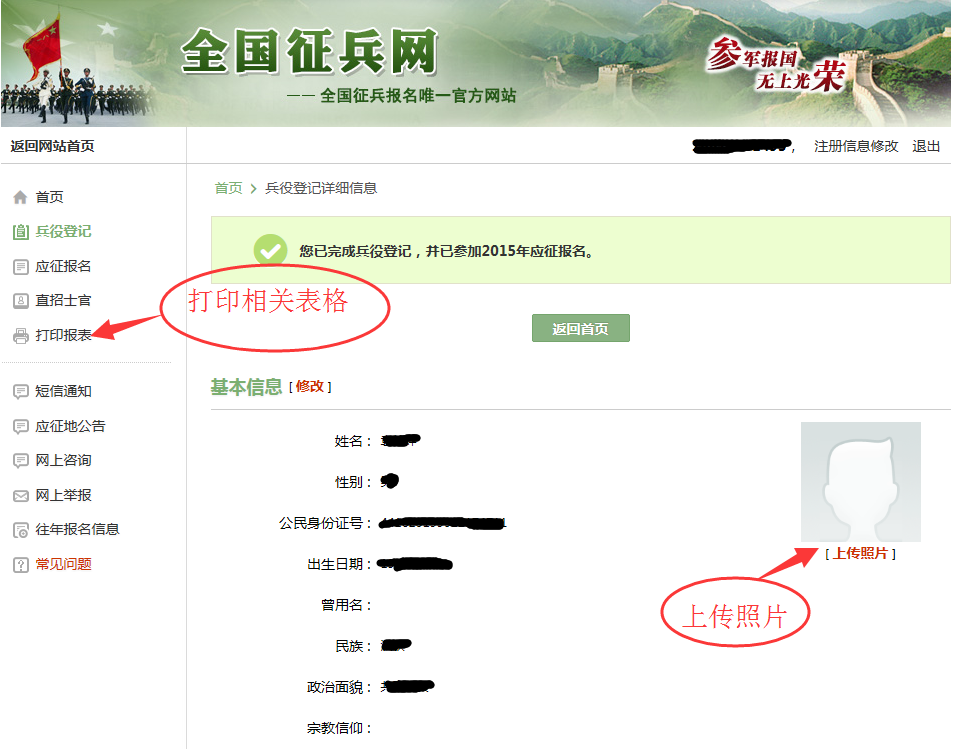 全国征兵网
—— 全国征兵报名唯一官方网站
参军报国
无上光荣
返回网站首页
， 注册信息修改 退出
首页
兵役登记
应征报名
直招士官
打印报表
短信通知
应征地公告
网上咨询
网上举报
往年报名信息
常见问题
首页 > 兵役登记详细信息
您已完成兵役登记，并已参加2015年应征报名。
打印相关表格
返回首页
基本信息 [ 修改 ]
姓名：
性别：
公民身份证号：
出生日期：
曾用名：
民族：
政治面貌：
宗教信仰：
[ 上传照片 ]
上传照片